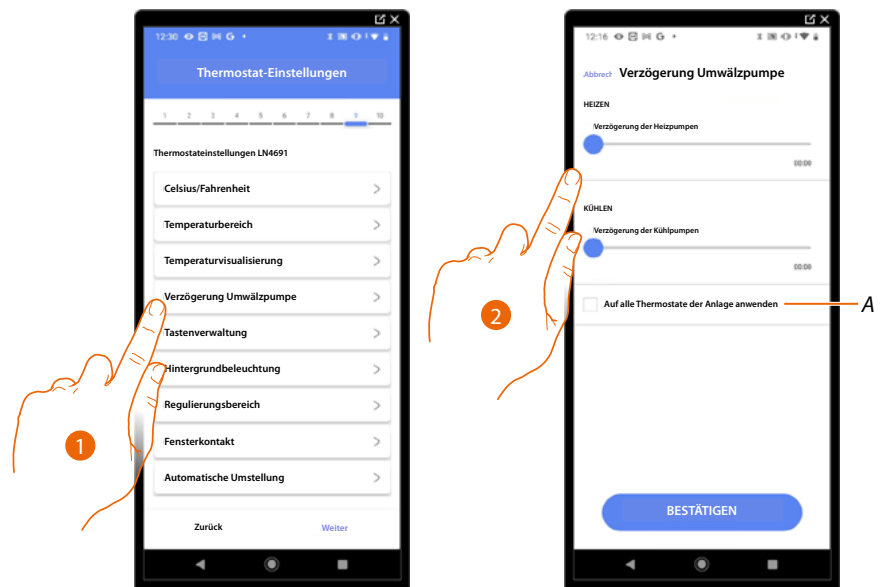 12:30 G
Thermostat-Einstellungen
1 2 3 4 5 6 7 8 9 10
Thermostateinstellungen LN4691
Celsius/Fahrenheit
Temperaturbereich
Temperaturvisualisierung
Verzögerung Umwälzpumpe
Tastenverwaltung
Hintergrundbeleuchtung
Regulierungsbereich
Fensterkontakt
Automatische Umstellung
Zurück Weiter
1
12:16 G
Abbrech Verzögerung Umwälzpumpe
HEIZEN
Verzögerung der Heizpumpen
00:00
KÜHLEN
Verzögerung der Kühlpumpen
00:00
Auf alle Thermostate der Anlage anwenden
A
BESTÄTIGEN
2